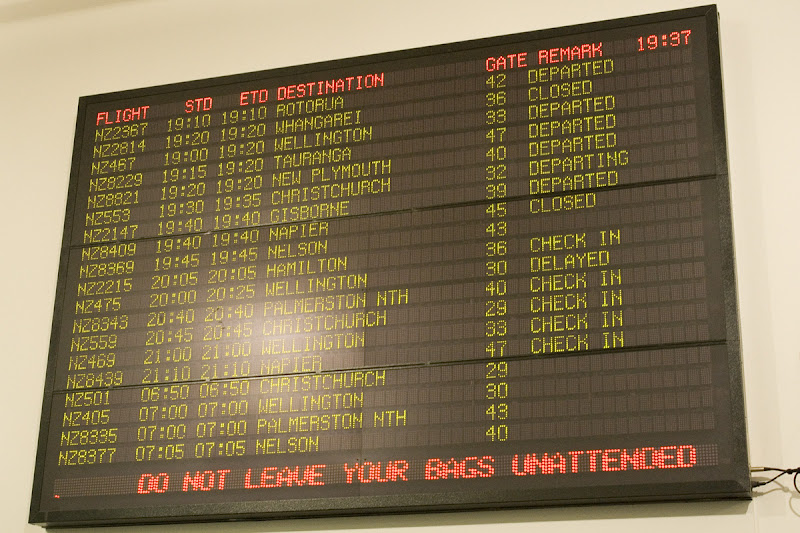 FLIGHT STD ETD DESTINATION GATE REMARK 19:37
NZ2367 19:10 19:10 ROTORUA 42 DEPARTED
NZ2814 19:20 19:20 WHANGAREI 36 CLOSED
NZ467 19:00 19:20 WELLINGTON 33 DEPARTED
NZ8229 19:15 19:20 TAURANGA 47 DEPARTED
NZ8821 19:20 19:20 NEW PLYMOUTH 40 DEPARTED
NZ553 19:30 19:35 CHRISTCHURCH 32 DEPARTING
NZ2147 19:40 19:40 GISBORNE 39 DEPARTED
NZ8409 19:40 19:40 NAPIER 45 CLOSED
NZ8369 19:45 19:45 NELSON 43
NZ2215 20:05 20:05 HAMILTON 36 CHECK IN
NZ475 20:00 20:25 WELLINGTON 30 DELAYED
NZ8343 20:40 20:40 PALMERSTON NTH 40 CHECK IN
NZ559 20:45 20:45 CHRISTCHURCH 29 CHECK IN
NZ469 21:00 21:00 WELLINGTON 33 CHECK IN
NZ8439 21:10 21:10 NAPIER 47 CHECK IN
NZ501 06:50 06:50 CHRISTCHURCH 29
NZ405 07:00 07:00 WELLINGTON 30
NZ8335 07:00 07:00 PALMERSTON NTH 43
NZ8377 07:05 07:05 NELSON 40
DO NOT LEAVE YOUR BAGS UNATTENDED